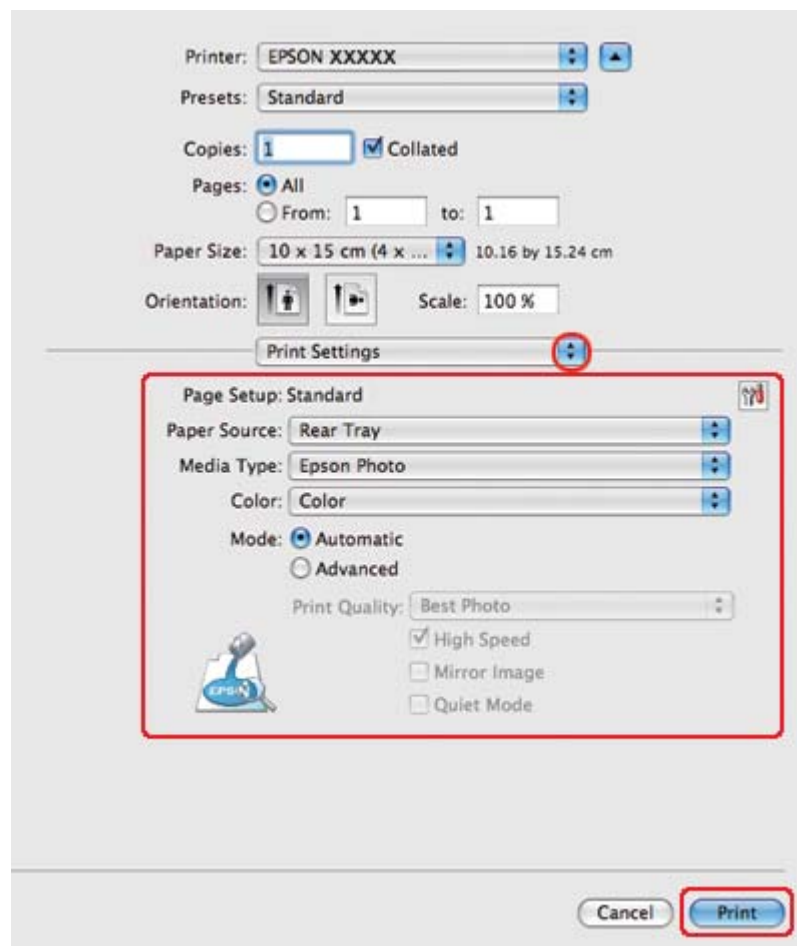 Printer: EPSON XXXXX
Presets: Standard
Copies: 1 Collated
Pages: All
From: 1 to: 1
Paper Size: 10 x 15 cm (4 x ... 10.16 by 15.24 cm
Orientation: Scale: 100 %
Print Settings
Page Setup: Standard
Paper Source: Rear Tray
Media Type: Epson Photo
Color: Color
Mode: Automatic
Advanced
Print Quality: Best Photo
High Speed
Mirror Image
Quiet Mode
EPSON
Cancel Print